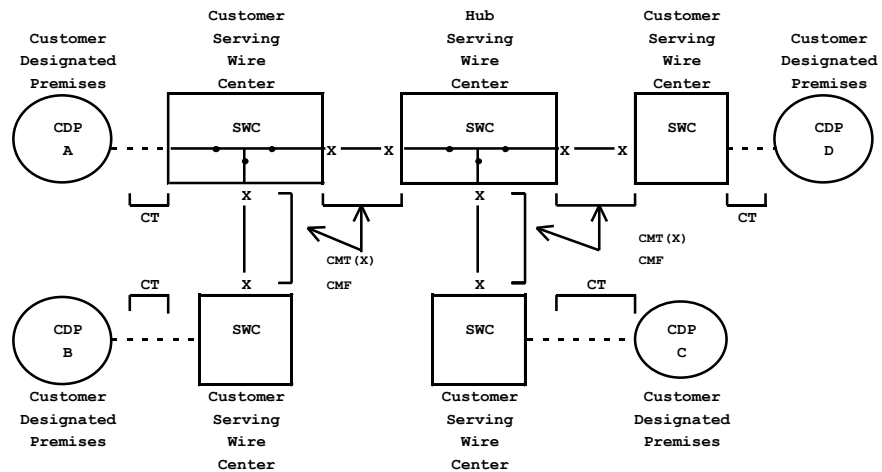 Customer
Serving
Wire
Center
Hub
Serving
Wire
Center
Customer
Serving
Wire
Center
Customer
Designated
Premises
Customer
Designated
Premises
CDP
A
SWC
SWC
SWC
CDP
D
X X
X X
CT
X
X
CT
CMT(X)
CMF
CMT(X)
CMF
CT
X
X
CT
CDP
B
SWC
SWC
CDP
C
Customer
Designated
Premises
Customer
Serving
Wire
Center
Customer
Serving
Wire
Center
Customer
Designated
Premises